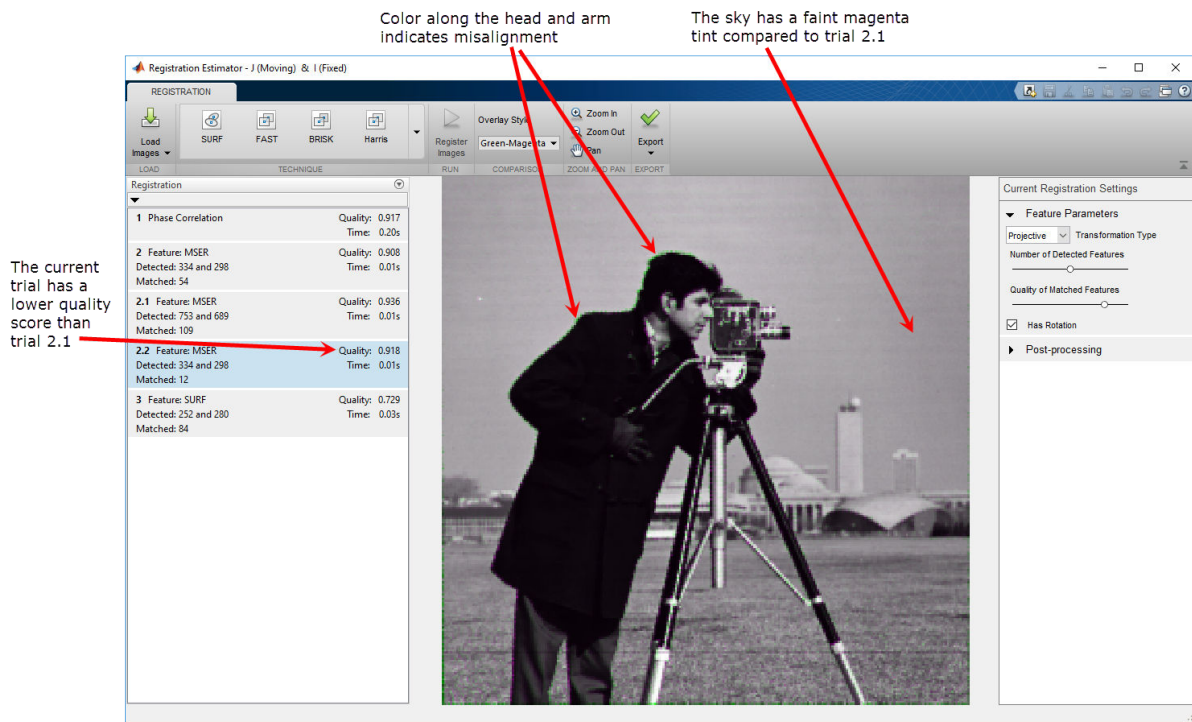 Color along the head and arm
indicates misalignment
The sky has a faint magenta
tint compared to trial 2.1
Registration Estimator - J (Moving) & I (Fixed)
REGISTRATION
Load
Images
SURF
FAST
BRISK
Harris
Register
Images
Overlay Style
Green-Magenta
Zoom In
Zoom Out
Pan
Export
LOAD
TECHNIQUE
RUN
COMPARISON
ZOOM AND PAN
EXPORT
Registration
1 Phase Correlation Quality: 0.917
Time: 0.20s
2 Feature: MSER Quality: 0.908
Detected: 334 and 298 Time: 0.01s
Matched: 54
2.1 Feature: MSER Quality: 0.936
Detected: 753 and 689 Time: 0.01s
Matched: 109
2.2 Feature: MSER Quality: 0.918
Detected: 334 and 298 Time: 0.01s
Matched: 12
3 Feature: SURF Quality: 0.729
Detected: 252 and 280 Time: 0.03s
Matched: 84
The current
trial has a
lower quality
score than
trial 2.1
Current Registration Settings
Feature Parameters
Projective Transformation Type
Number of Detected Features
Quality of Matched Features
Has Rotation
Post-processing